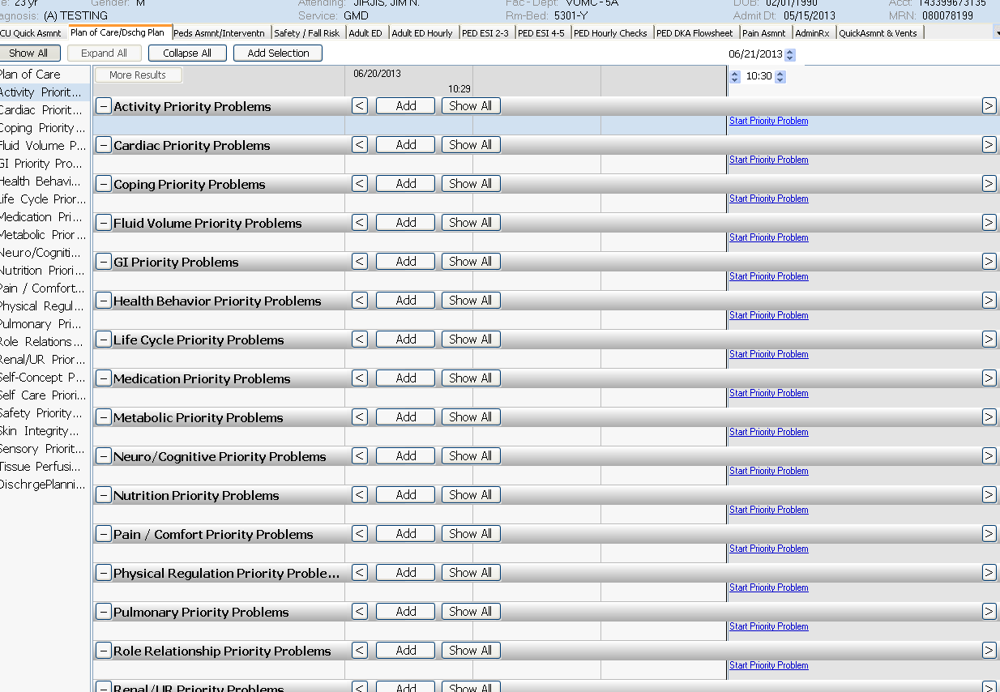 23 yr Gender: M Attending: JIRJIS, JIM N. Fac - Dept: VUMC - 5A DOB: 02/01/1990 Acct: 143399673135
agnosis: (A) TESTING Service: GMD Rm-Bed: 5301-Y Admit Dt: 05/15/2013 MRN: 080078199
CU Quick Asmnt Plan of Care/Dschg Plan Peds Asmnt/Interventn Safety / Fall Risk Adult ED Adult ED Hourly PED ESI 2-3 PED ESI 4-5 PED Hourly Checks PED DKA Flowsheet Pain Asmnt AdminRx QuickAsmnt & Vents
Show All Expand All Collapse All Add Selection 06/21/2013
Plan of Care More Results 06/20/2013 10:30
10:29
Activity Priorit... − Activity Priority Problems < Add Show All >
Start Priority Problem
Cardiac Priorit... − Cardiac Priority Problems < Add Show All >
Start Priority Problem
Coping Priority... − Coping Priority Problems < Add Show All >
Start Priority Problem
Fluid Volume P... − Fluid Volume Priority Problems < Add Show All >
Start Priority Problem
GI Priority Pro... − GI Priority Problems < Add Show All >
Start Priority Problem
Health Behavi... − Health Behavior Priority Problems < Add Show All >
Start Priority Problem
Life Cycle Prior... − Life Cycle Priority Problems < Add Show All >
Start Priority Problem
Medication Pri... − Medication Priority Problems < Add Show All >
Start Priority Problem
Metabolic Prior... − Metabolic Priority Problems < Add Show All >
Start Priority Problem
Neuro/Cogniti... − Neuro/Cognitive Priority Problems < Add Show All >
Start Priority Problem
Nutrition Priori... − Nutrition Priority Problems < Add Show All >
Start Priority Problem
Pain / Comfort... − Pain / Comfort Priority Problems < Add Show All >
Start Priority Problem
Physical Regul... − Physical Regulation Priority Proble... < Add Show All >
Start Priority Problem
Pulmonary Pri... − Pulmonary Priority Problems < Add Show All >
Start Priority Problem
Role Relations... − Role Relationship Priority Problems < Add Show All >
Start Priority Problem
Renal/UR Prior... − Renal/UR Priority Problems < Add Show All >
Self-Concept P...
Self Care Priori...
Safety Priority...
Skin Integrity...
Sensory Priorit...
Tissue Perfusi...
DischrgePlanni...